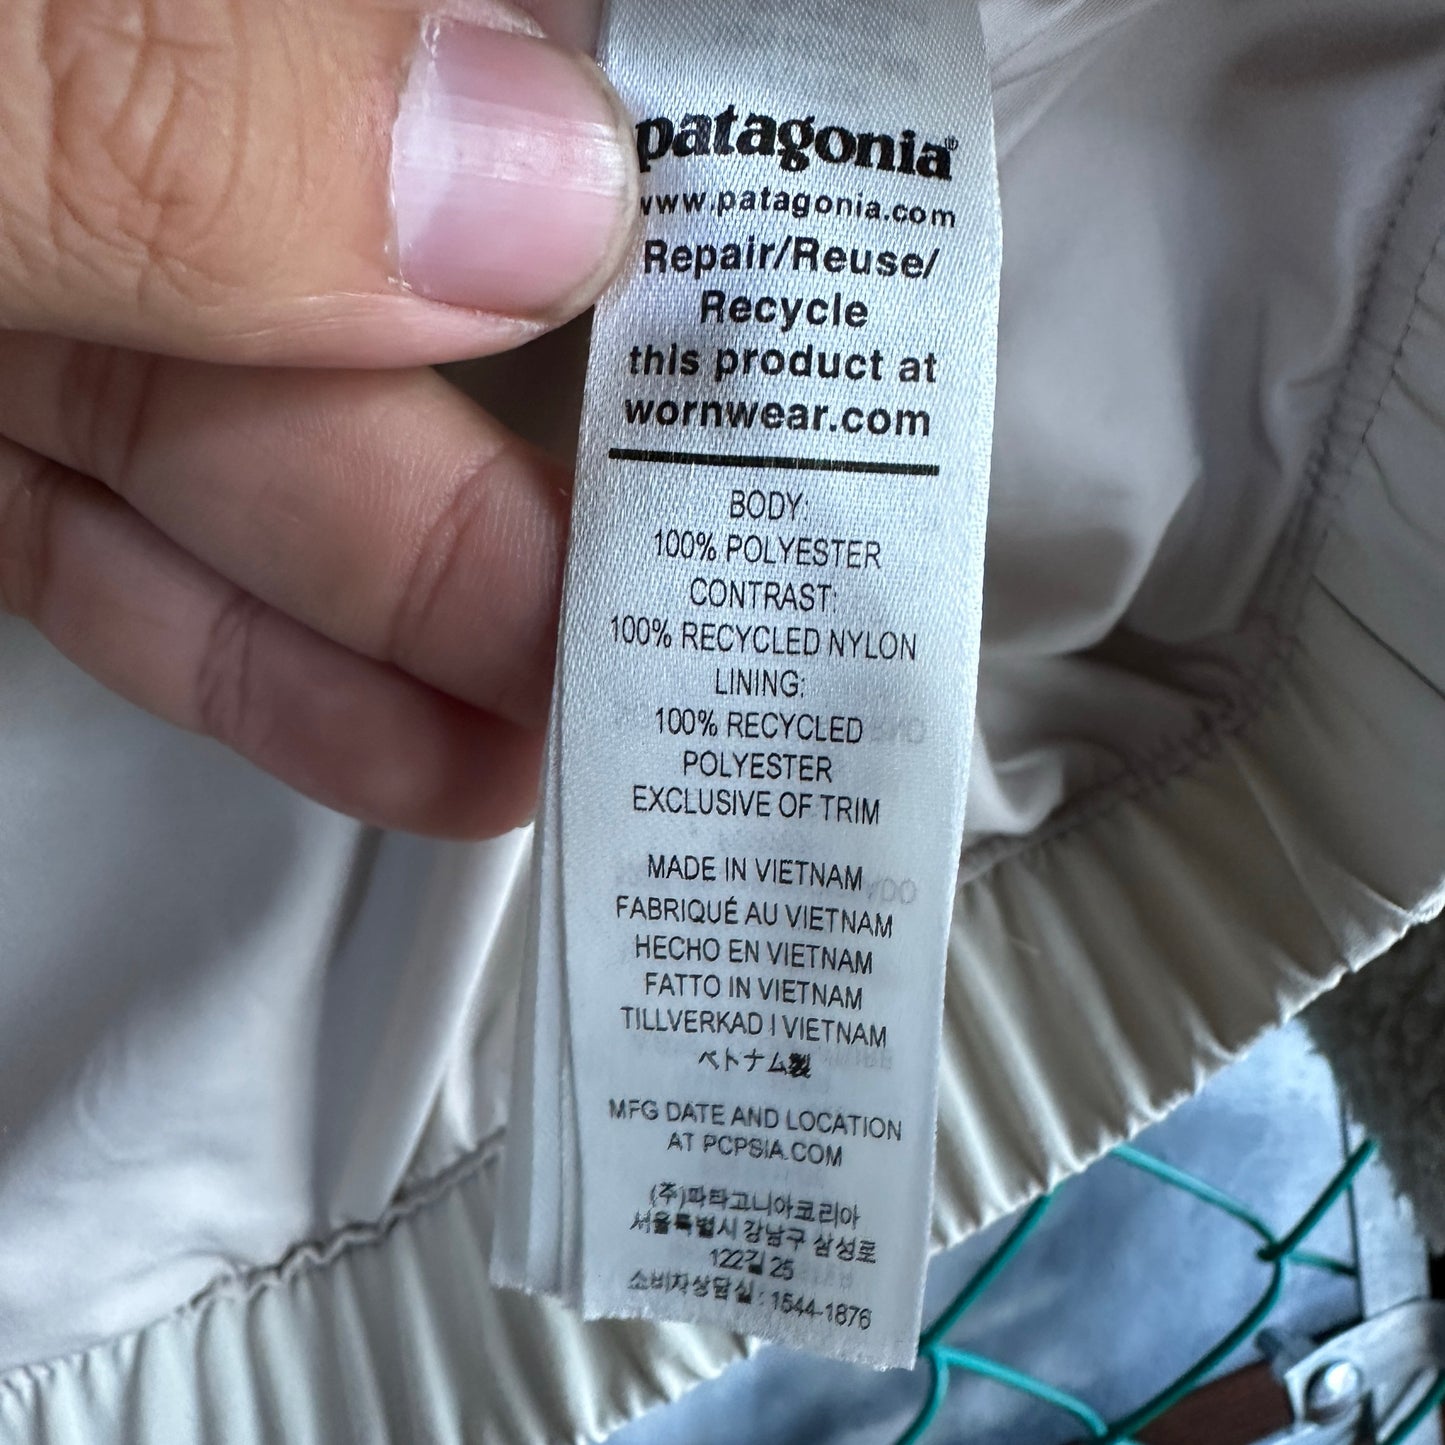 patagonia®
www.patagonia.com
Repair/Reuse/
Recycle
this product at
wornwear.com
BODY:
100% POLYESTER
CONTRAST:
100% RECYCLED NYLON
LINING:
100% RECYCLED
POLYESTER
EXCLUSIVE OF TRIM
MADE IN VIETNAM
FABRIQUÉ AU VIETNAM
HECHO EN VIETNAM
FATTO IN VIETNAM
TILLVERKAD I VIETNAM
ベトナム製
MFG DATE AND LOCATION
AT PCPSIA.COM
(주)파타고니아코리아
서울특별시 강남구 삼성로
122길 25
소비자상담실 : 1544-1876